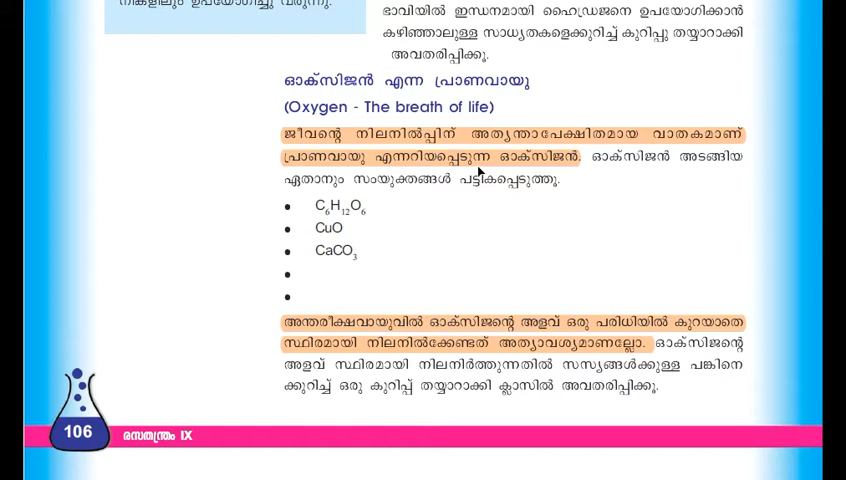 നികളിലും ഉപയോഗിച്ചു വരുന്നു.
ഭാവിയിൽ ഇന്ധനമായി ഹൈഡ്രജനെ ഉപയോഗിക്കാൻ
കഴിഞ്ഞാലുള്ള സാധ്യതകളെക്കുറിച്ച് കുറിപ്പു തയ്യാറാക്കി
അവതരിപ്പിക്കൂ.
ഓക്സിജൻ എന്ന പ്രാണവായു
(Oxygen - The breath of life)
ജീവന്റെ നിലനിൽപ്പിന് അത്യന്താപേക്ഷിതമായ വാതകമാണ്
പ്രാണവായു എന്നറിയപ്പെടുന്ന ഓക്സിജൻ. ഓക്സിജൻ അടങ്ങിയ
ഏതാനും സംയുക്തങ്ങൾ പട്ടികപ്പെടുത്തൂ.
• C₆H₁₂O₆
• CuO
• CaCO₃
•
•
അന്തരീക്ഷവായുവിൽ ഓക്സിജന്റെ അളവ് ഒരു പരിധിയിൽ കുറയാതെ
സ്ഥിരമായി നിലനിൽക്കേണ്ടത് അത്യാവശ്യമാണല്ലോ. ഓക്സിജന്റെ
അളവ് സ്ഥിരമായി നിലനിർത്തുന്നതിൽ സസ്യങ്ങൾക്കുള്ള പങ്കിനെ
ക്കുറിച്ച് ഒരു കുറിപ്പ് തയ്യാറാക്കി ക്ലാസിൽ അവതരിപ്പിക്കൂ.
106
രസതന്ത്രം IX